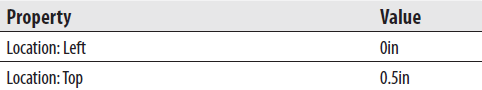 Property Value
Location: Left 0in
Location: Top 0.5in